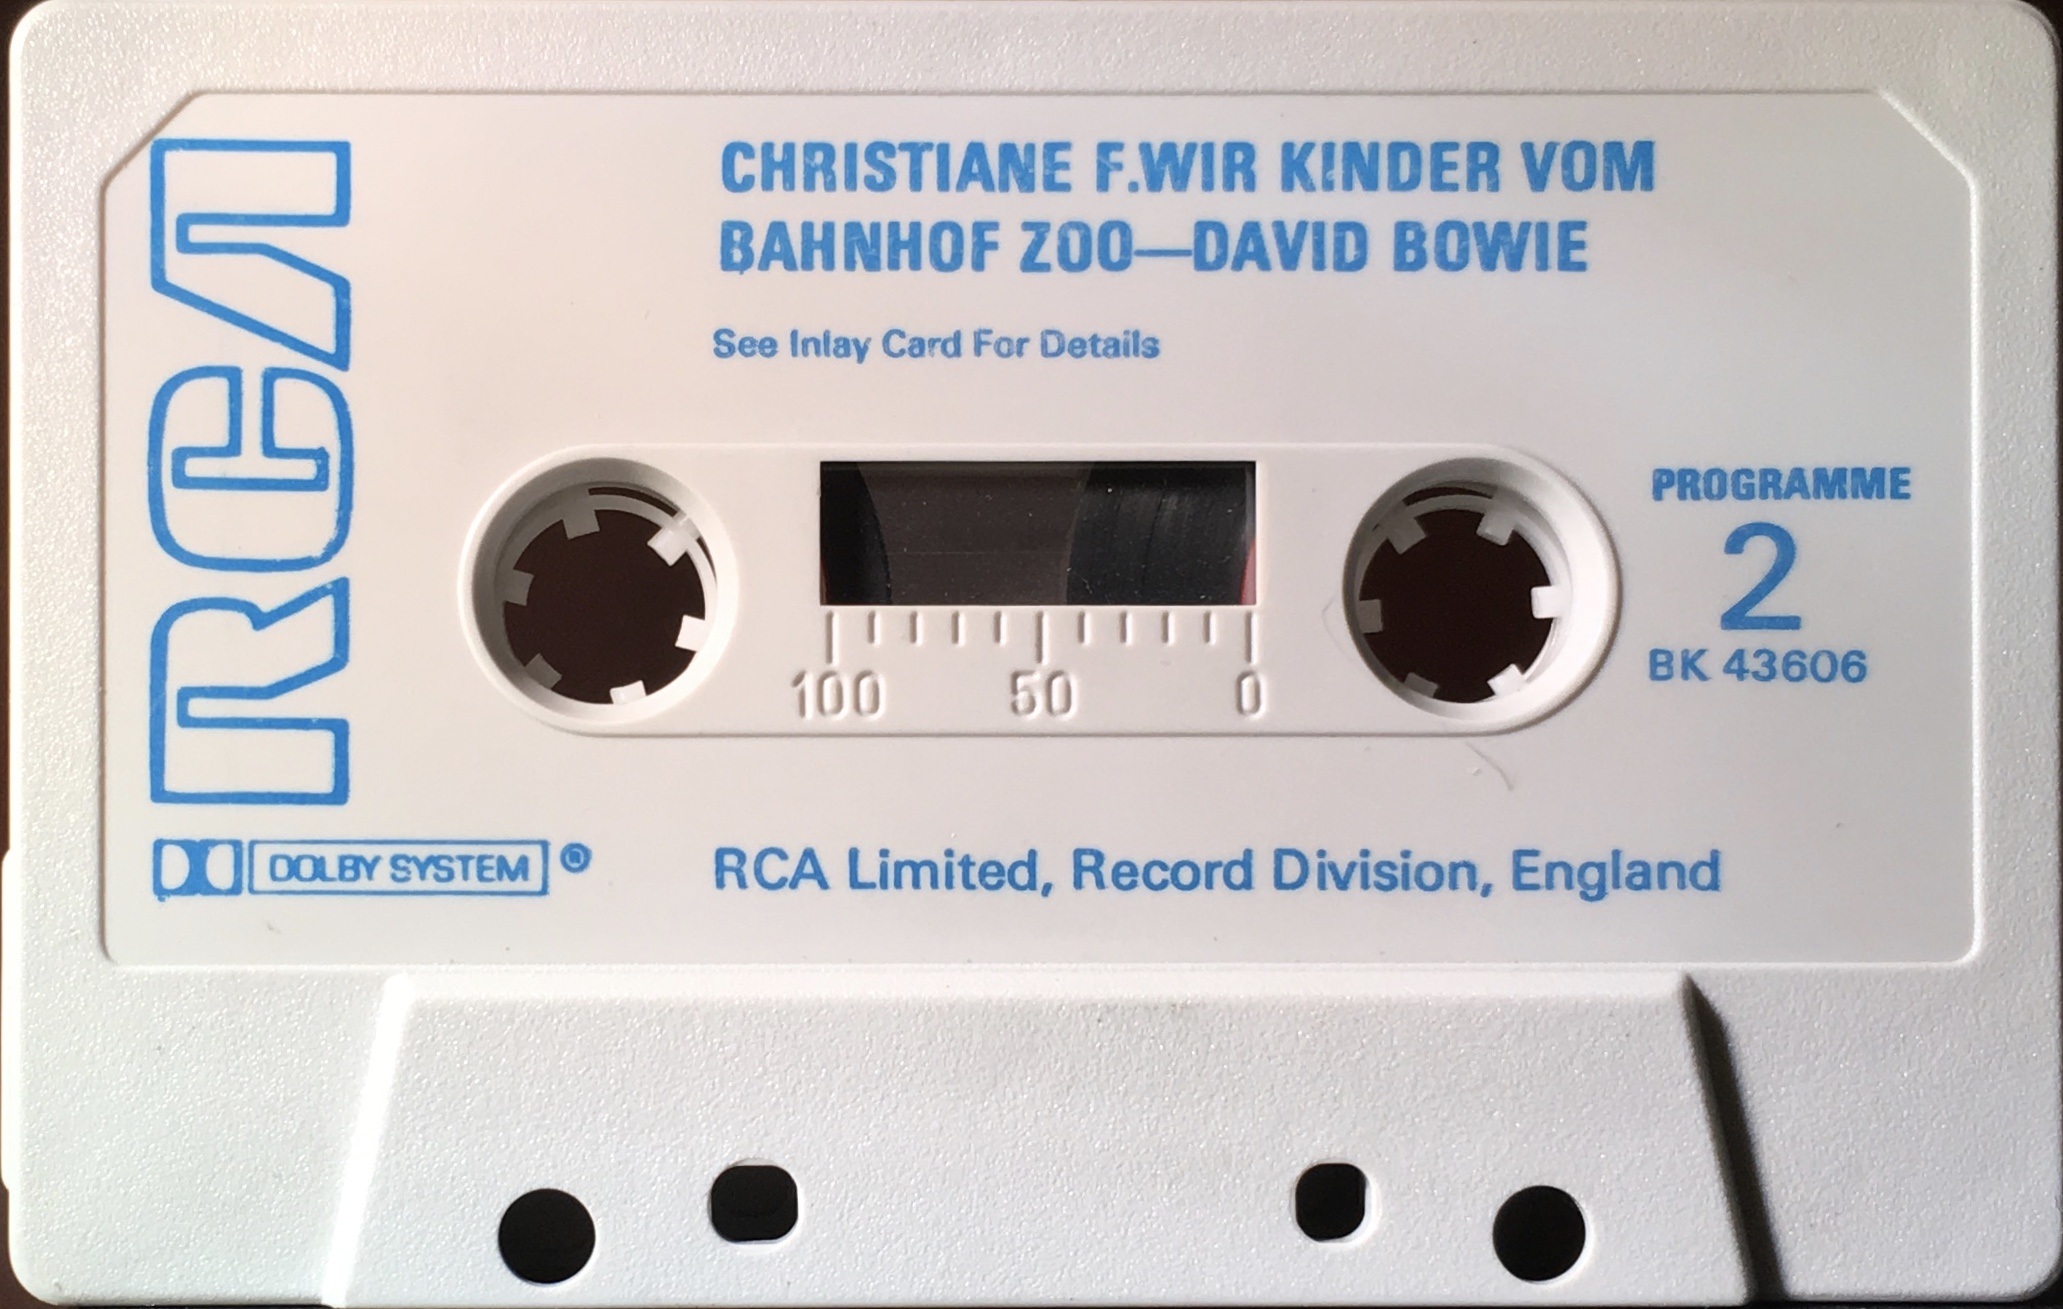 RCA
CHRISTIANE F.WIR KINDER VOM
BAHNHOF ZOO—DAVID BOWIE
See Inlay Card For Details
PROGRAMME
2
BK 43606
100 50 0
DOLBY SYSTEM ®
RCA Limited, Record Division, England